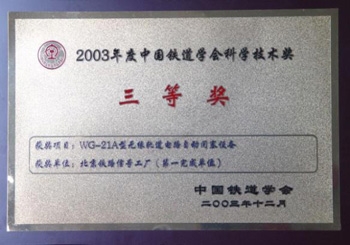 2003年度中国铁道学会科学技术奖
三等奖
获奖项目：WG-21A型无绝缘轨道电路自动闭塞设备
获奖单位：北京铁路信号工厂（第一完成单位）
中国铁道学会
二〇〇三年十二月